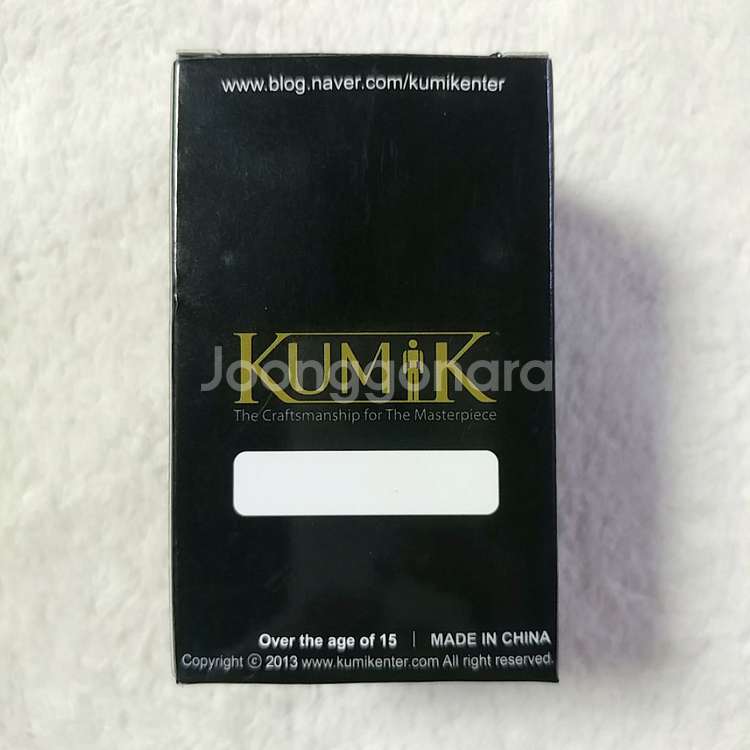 www.blog.naver.com/kumikenter
KUMiK
Joonggonara
The Craftsmanship for The Masterpiece
Over the age of 15 | MADE IN CHINA
Copyright ⓒ 2013 www.kumikenter.com All right reserved.